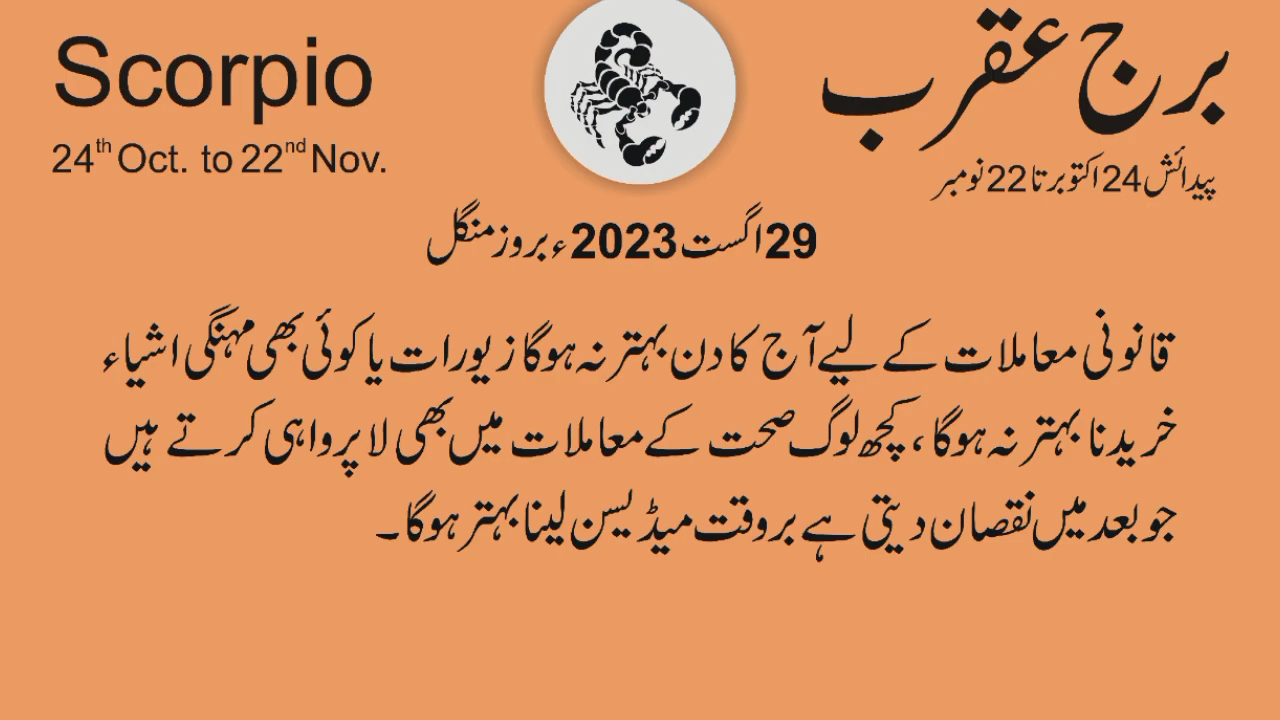 Scorpio
24th Oct. to 22nd Nov.
برج عقرب
پیدائش 24 اکتوبر تا 22 نومبر
29 اگست 2023ء بروز منگل
قانونی معاملات کے لیے آج کا دن بہتر نہ ہوگا زیورات یا کوئی بھی مہنگی اشیاء
خریدنا بہتر نہ ہوگا ، کچھ لوگ صحت کے معاملات میں بھی لا پرواہی کرتے ہیں
جو بعد میں نقصان دیتی ہے بروقت میڈیسن لینا بہتر ہوگا۔